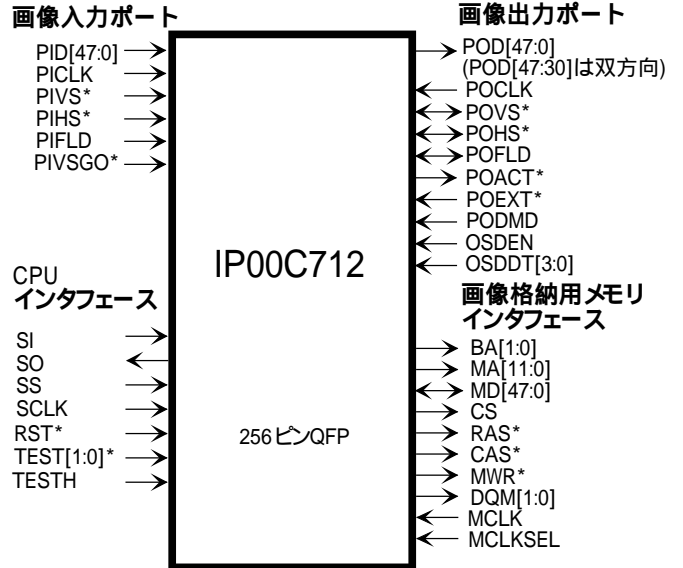 画像入力ポート
PID[47:0]
PICLK
PIVS*
PIHS*
PIFLD
PIVSGO*
CPU
インタフェース
SI
SO
SS
SCLK
RST*
TEST[1:0]*
TESTH
IP00C712
256ピンQFP
画像出力ポート
POD[47:0]
(POD[47:30]は双方向)
POCLK
POVS*
POHS*
POFLD
POACT*
POEXT*
PODMD
OSDEN
OSDDT[3:0]
画像格納用メモリ
インタフェース
BA[1:0]
MA[11:0]
MD[47:0]
CS
RAS*
CAS*
MWR*
DQM[1:0]
MCLK
MCLKSEL